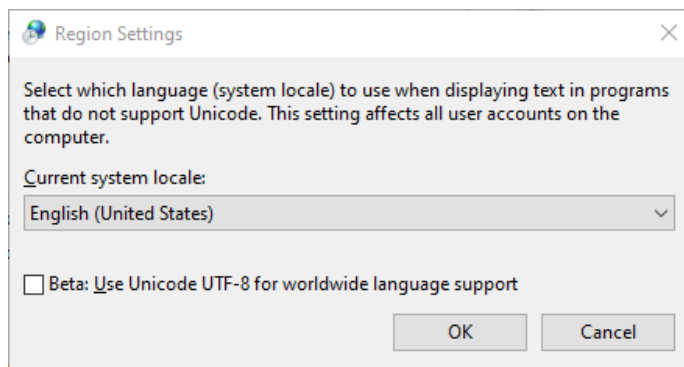 Region Settings
Select which language (system locale) to use when displaying text in programs
that do not support Unicode. This setting affects all user accounts on the
computer.
Current system locale:
English (United States)
Beta: Use Unicode UTF-8 for worldwide language support
OK
Cancel